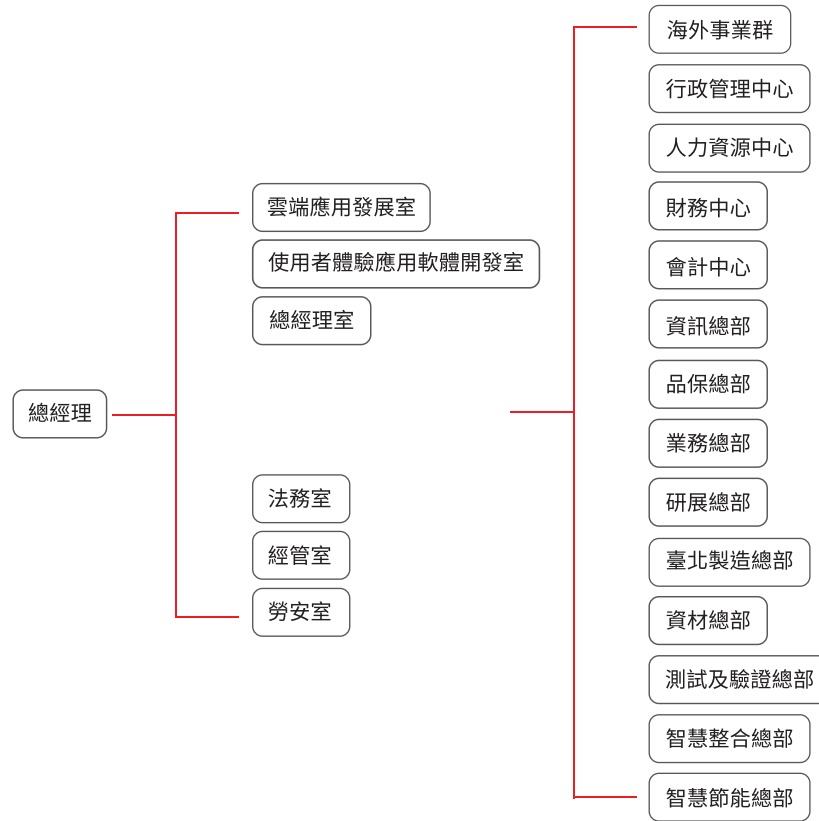 總經理
雲端應用發展室
使用者體驗應用軟體開發室
總經理室
法務室
經管室
勞安室
海外事業群
行政管理中心
人力資源中心
財務中心
會計中心
資訊總部
品保總部
業務總部
研展總部
臺北製造總部
資材總部
測試及驗證總部
智慧整合總部
智慧節能總部